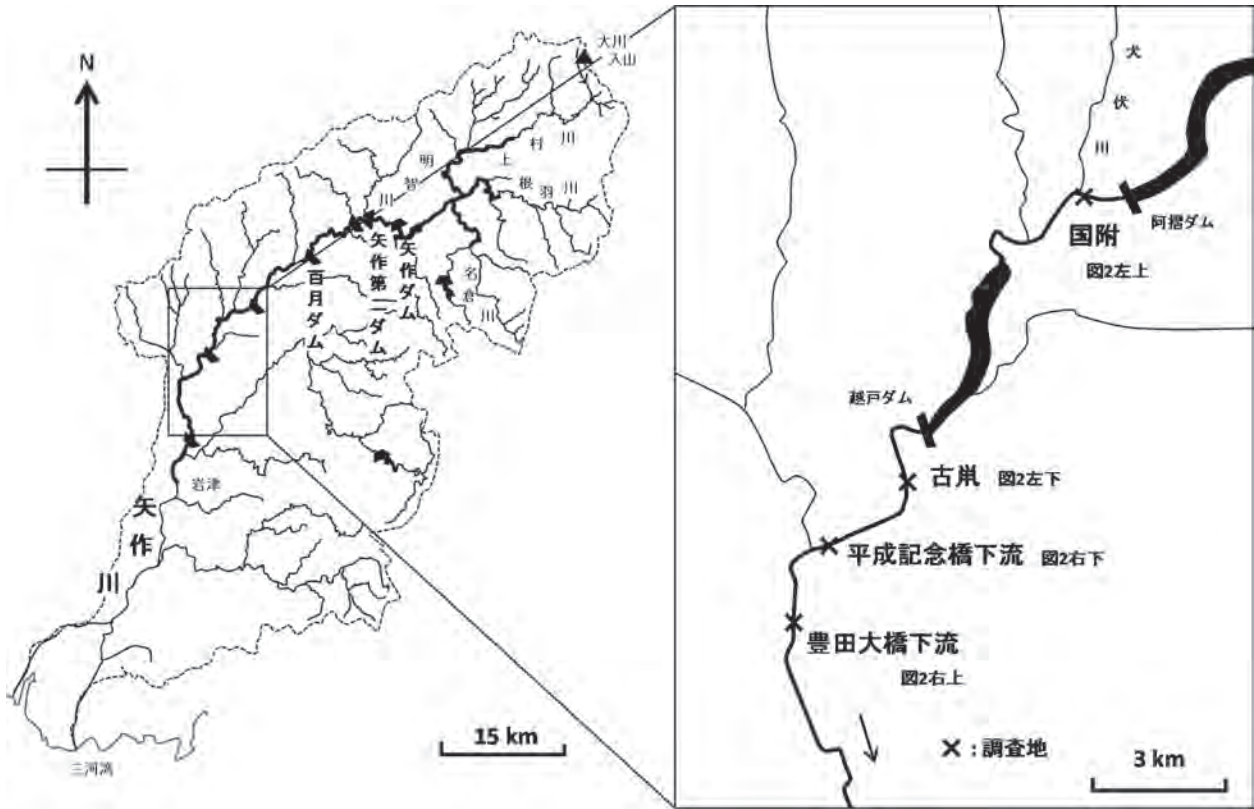 N
大川
入山
明智川
上村川
根羽川
名倉川
矢作ダム
矢作第二ダム
百月ダム
岩津
矢作川
三河湾
15 km
犬伏川
阿摺ダム
国附
図2左上
越戸ダム
古鼡 図2左下
平成記念橋下流 図2右下
豊田大橋下流
図2右上
×:調査地
3 km